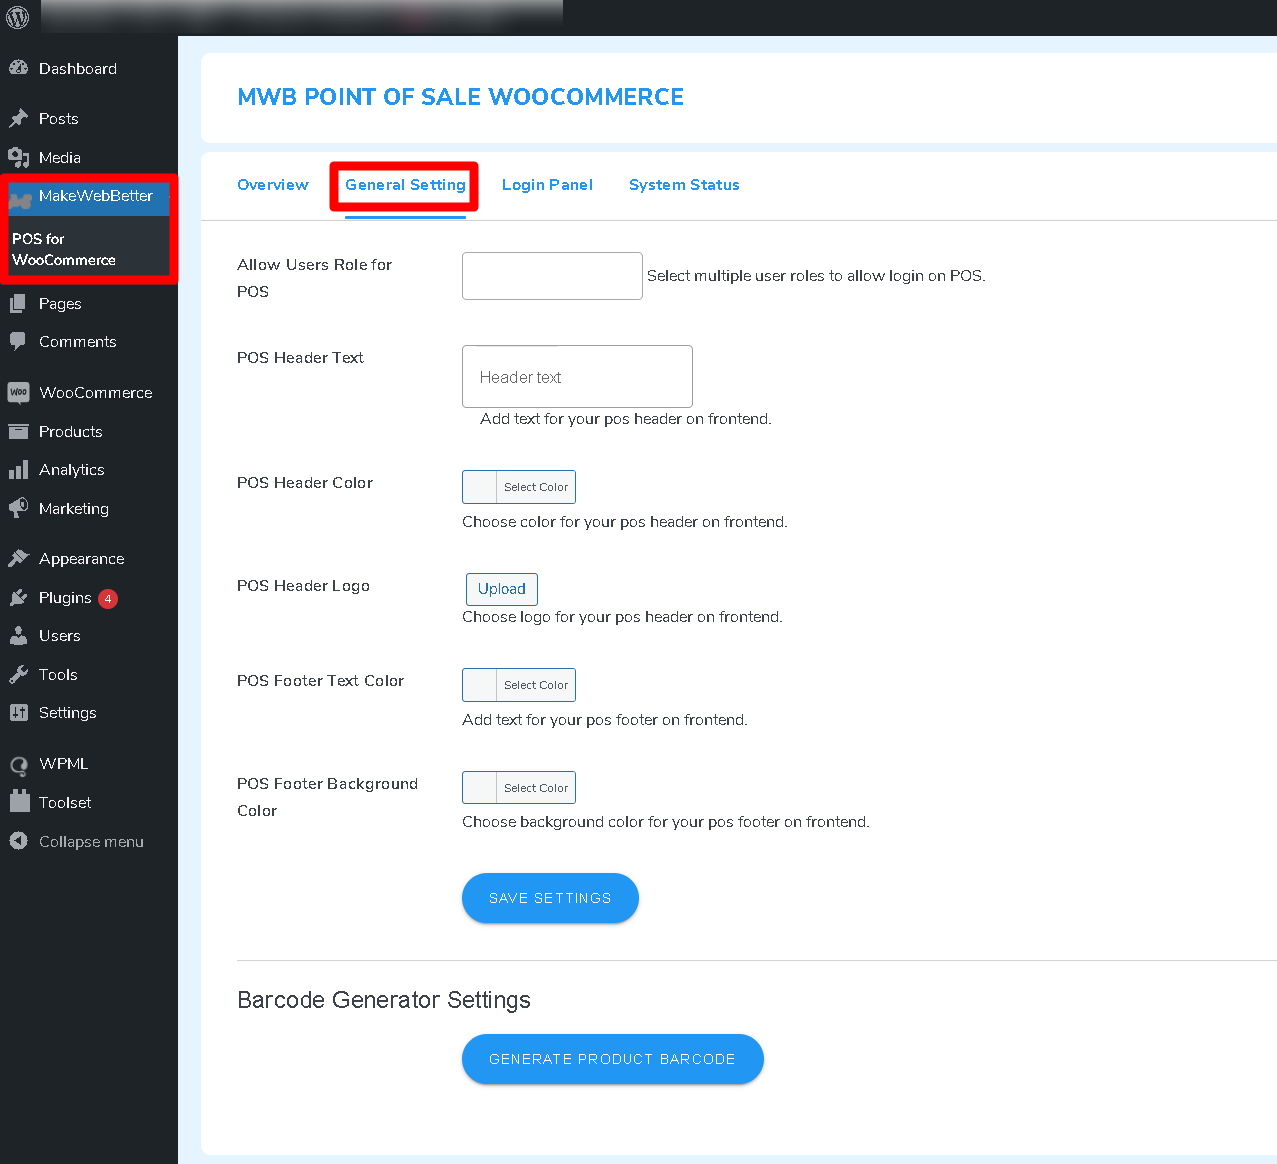 Dashboard
Posts
Media
MakeWebBetter
POS for
WooCommerce
Pages
Comments
Woo WooCommerce
Products
Analytics
Marketing
Appearance
Plugins 4
Users
Tools
Settings
WPML
Toolset
Collapse menu
MWB POINT OF SALE WOOCOMMERCE
Overview General Setting Login Panel System Status
Allow Users Role for
POS
Select multiple user roles to allow login on POS.
POS Header Text
Header text
Add text for your pos header on frontend.
POS Header Color
Select Color
Choose color for your pos header on frontend.
POS Header Logo
Upload
Choose logo for your pos header on frontend.
POS Footer Text Color
Select Color
Add text for your pos footer on frontend.
POS Footer Background
Color
Select Color
Choose background color for your pos footer on frontend.
SAVE SETTINGS
Barcode Generator Settings
GENERATE PRODUCT BARCODE